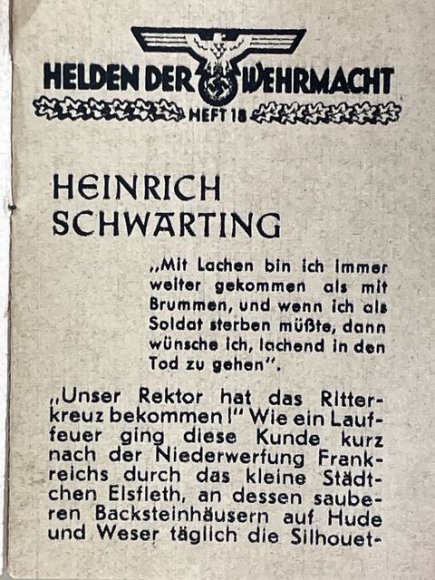 HELDEN DER WEHRMACHT
HEFT 18
HEINRICH
SCHWARTING
„Mit Lachen bin ich immer
weiter gekommen als mit
Brummen, und wenn ich als
Soldat sterben müßte, dann
wünsche ich, lachend in den
Tod zu gehen“.
„Unser Rektor hat das Ritter-
kreuz bekommen!“ Wie ein Lauf-
feuer ging diese Kunde kurz
nach der Niederwerfung Frank-
reichs durch das kleine Städt-
chen Elsfleth, an dessen saube-
ren Backsteinhäusern auf Hude
und Weser täglich die Silhouet-